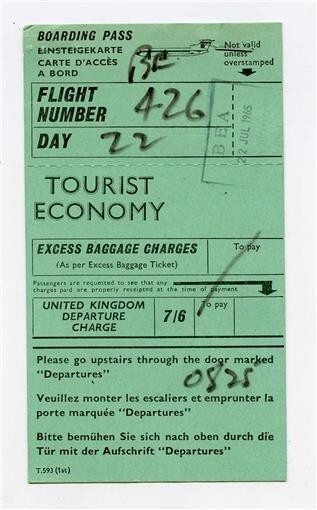 BOARDING PASS
EINSTEIGEKARTE
CARTE D'ACCÈS
A BORD
BE
Not valid
unless
overstamped
FLIGHT
NUMBER
426
DAY
22
BEA
22 JUL 1965
TOURIST
ECONOMY
EXCESS BAGGAGE CHARGES
(As per Excess Baggage Ticket)
To pay
Passengers are requested to see that any
charges paid are properly receipted at the time of payment
UNITED KINGDOM
DEPARTURE
CHARGE
7/6
To pay
Please go upstairs through the door marked
"Departures"
0825
Veuillez monter les escaliers et emprunter la
porte marquée "Departures"
Bitte bemühen Sie sich nach oben durch die
Tür mit der Aufschrift "Departures"
T.593 (1st)